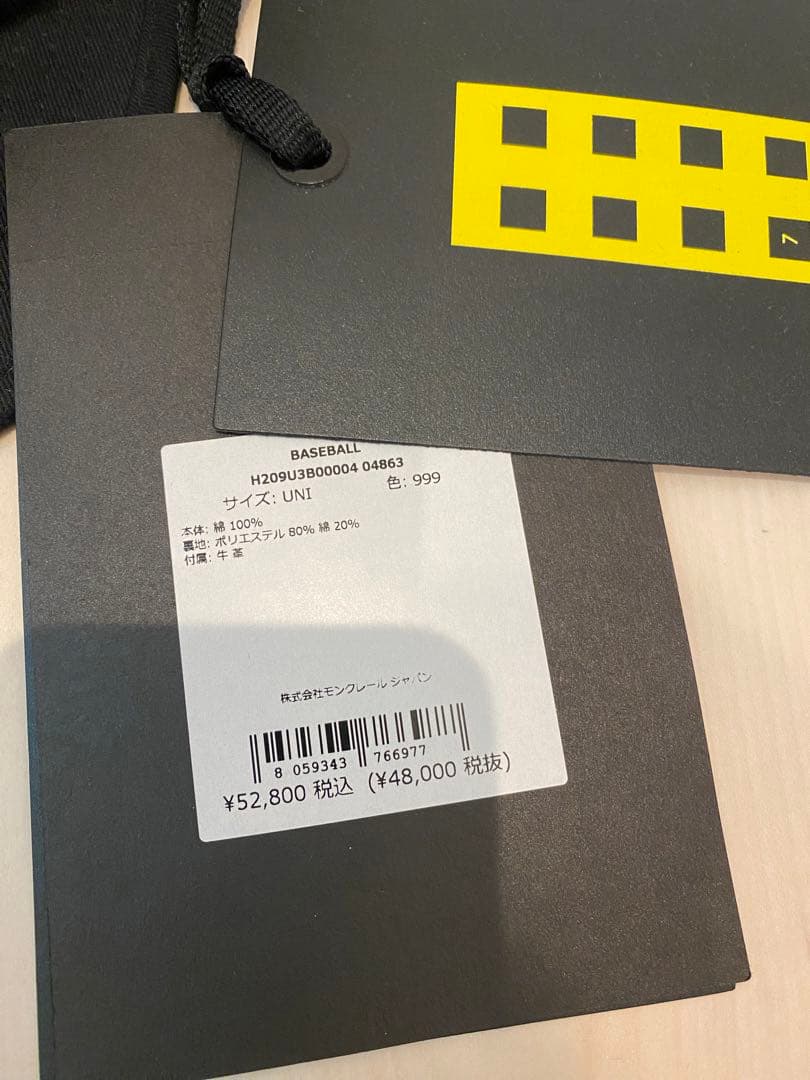 7
BASEBALL
H209U3B00004 04863
サイズ: UNI 色: 999
本体: 綿 100%
裏地: ポリエステル 80% 綿 20%
付属: 牛革
株式会社モンクレール ジャパン
8 059343 766977
¥52,800 税込 (¥48,000 税抜)